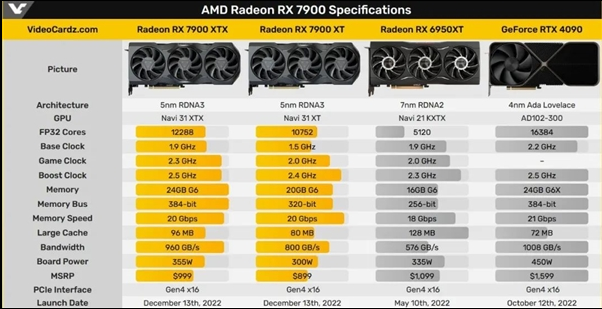 AMD Radeon RX 7900 Specifications
VideoCardz.com Radeon RX 7900 XTX Radeon RX 7900 XT Radeon RX 6950XT GeForce RTX 4090
Picture
Architecture 5nm RDNA3 5nm RDNA3 7nm RDNA2 4nm Ada Lovelace
GPU Navi 31 XTX Navi 31 XT Navi 21 KXTX AD102-300
FP32 Cores 12288 10752 5120 16384
Base Clock 1.9 GHz 1.5 GHz 1.9 GHz 2.2 GHz
Game Clock 2.3 GHz 2.0 GHz 2.0 GHz –
Boost Clock 2.5 GHz 2.4 GHz 2.3 GHz 2.5 GHz
Memory 24GB G6 20GB G6 16GB G6 24GB G6X
Memory Bus 384-bit 320-bit 256-bit 384-bit
Memory Speed 20 Gbps 20 Gbps 18 Gbps 21 Gbps
Large Cache 96 MB 80 MB 128 MB 72 MB
Bandwidth 960 GB/s 800 GB/s 576 GB/s 1008 GB/s
Board Power 355W 300W 335W 450W
MSRP $999 $899 $1,099 $1,599
PCIe Interface Gen4 x16 Gen4 x16 Gen4 x16 Gen4 x16
Launch Date December 13th, 2022 December 13th, 2022 May 10th, 2022 October 12th, 2022